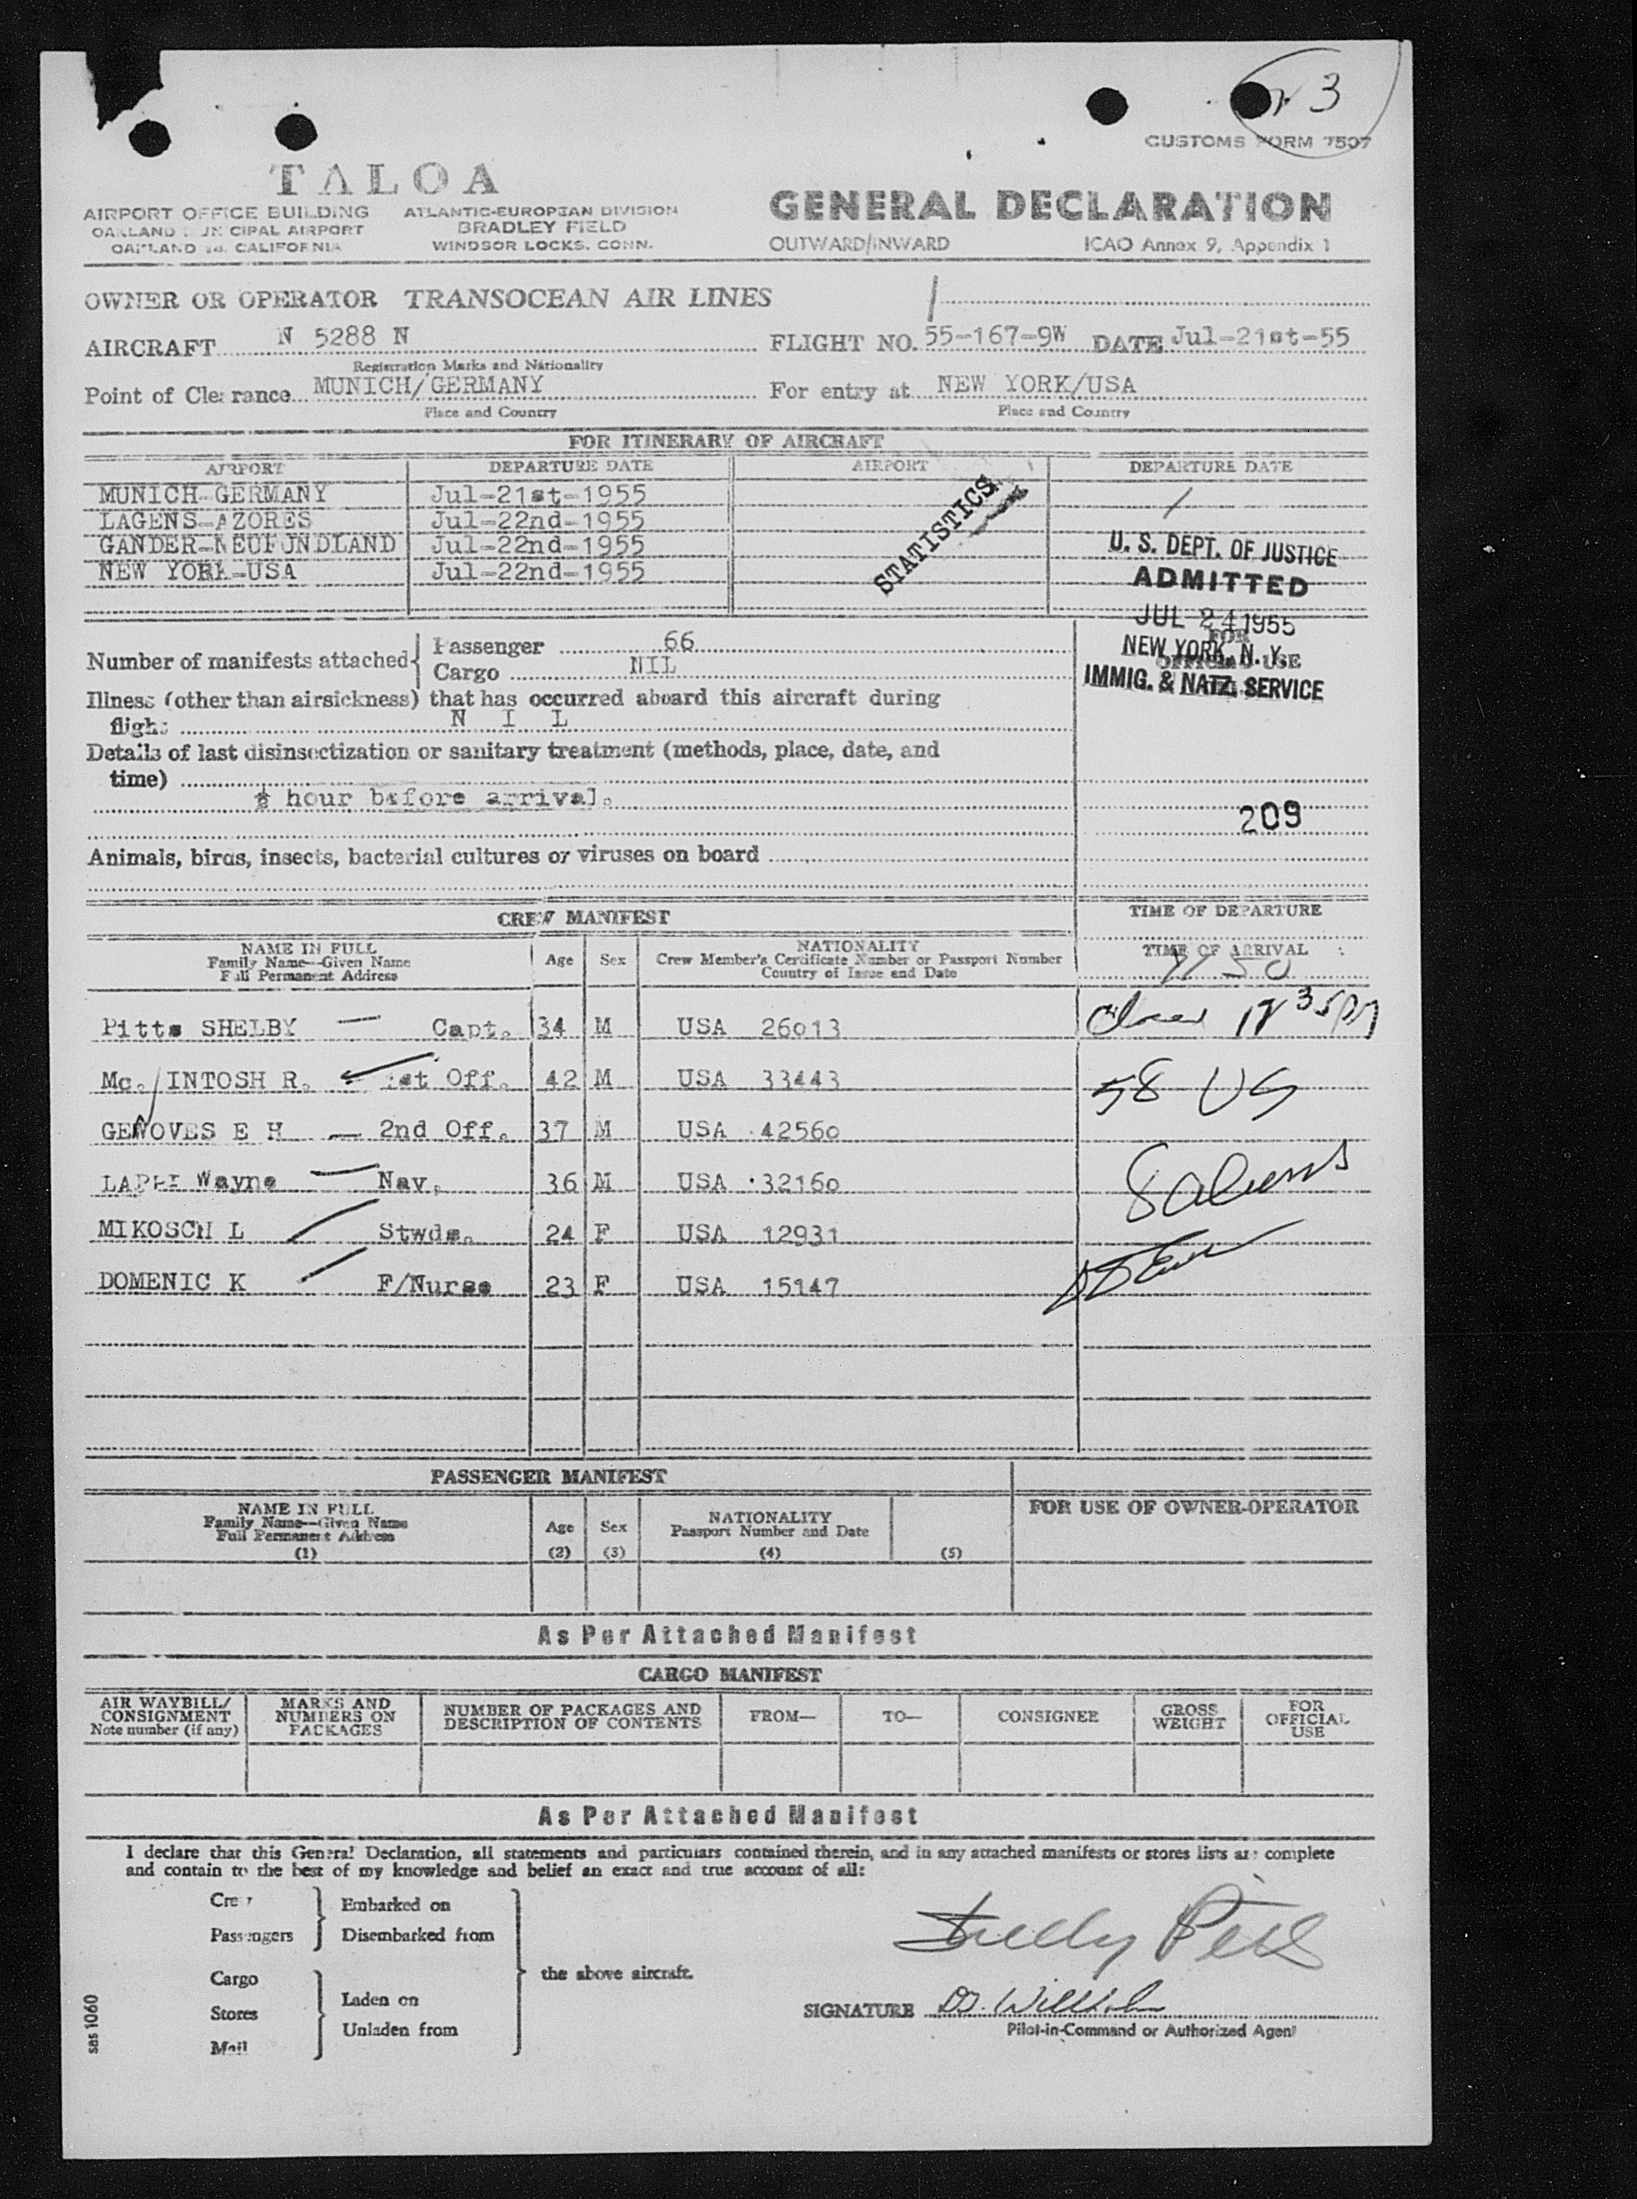 3
CUSTOMS FORM 7507
TALOA
AIRPORT OFFICE BUILDING
OAKLAND MUNICIPAL AIRPORT
OAKLAND 14, CALIFORNIA
ATLANTIC-EUROPEAN DIVISION
BRADLEY FIELD
WINDSOR LOCKS, CONN.
GENERAL DECLARATION
OUTWARD/INWARD ICAO Annex 9, Appendix 1
OWNER OR OPERATOR TRANSOCEAN AIR LINES
AIRCRAFT N 5288 N FLIGHT NO. 55-167-9W DATE Jul-21st-55
Registration Marks and Nationality
Point of Clearance MUNICH/GERMANY For entry at NEW YORK/USA
Place and Country Place and Country
FOR ITINERARY OF AIRCRAFT
AIRPORT DEPARTURE DATE AIRPORT DEPARTURE DATE
MUNICH-GERMANY Jul-21st-1955
LAGENS-AZORES Jul-22nd-1955
GANDER-NEUFUNDLAND Jul-22nd-1955
NEW YORK-USA Jul-22nd-1955
STATISTICS
U. S. DEPT. OF JUSTICE
ADMITTED
JUL 24 1955
NEW YORK, N. Y.
IMMIG. & NATZ. SERVICE
FOR
OFFICIAL USE
Number of manifests attached
Passenger 66
Cargo NIL
Illness (other than airsickness) that has occurred aboard this aircraft during
flight N I L
Details of last disinsectization or sanitary treatment (methods, place, date, and
time)
½ hour before arrival.
209
Animals, birds, insects, bacterial cultures or viruses on board
CREW MANIFEST
TIME OF DEPARTURE
NAME IN FULL
Family Name—Given Name
Full Permanent Address
Age Sex
NATIONALITY
Crew Member's Certificate Number or Passport Number
Country of Issue and Date
TIME OF ARRIVAL
Pitts SHELBY Capt. 34 M USA 26013
Mc. INTOSH R. 1st Off. 42 M USA 33443
58 US
GENOVES E H 2nd Off. 37 M USA 42560
LAPPI Wayne Nav. 36 M USA 32160
8 aliens
MIKOSCH L Stwds. 24 F USA 12931
DOMENIC K F/Nurse 23 F USA 15147
PASSENGER MANIFEST
NAME IN FULL
Family Name—Given Name
Full Permanent Address
(1)
Age
(2)
Sex
(3)
NATIONALITY
Passport Number and Date
(4) (5)
FOR USE OF OWNER-OPERATOR
As Per Attached Manifest
CARGO MANIFEST
AIR WAYBILL/
CONSIGNMENT
Note number (if any)
MARKS AND
NUMBERS ON
PACKAGES
NUMBER OF PACKAGES AND
DESCRIPTION OF CONTENTS
FROM— TO— CONSIGNEE
GROSS
WEIGHT
FOR
OFFICIAL
USE
As Per Attached Manifest
I declare that this General Declaration, all statements and particulars contained therein, and in any attached manifests or stores lists are complete
and contain to the best of my knowledge and belief an exact and true account of all:
Crew
Passengers
Embarked on
Disembarked from
Cargo
Stores
Mail
Laden on
Unladen from
the above aircraft.
SIGNATURE
Pilot-in-Command or Authorized Agent
sas 1060